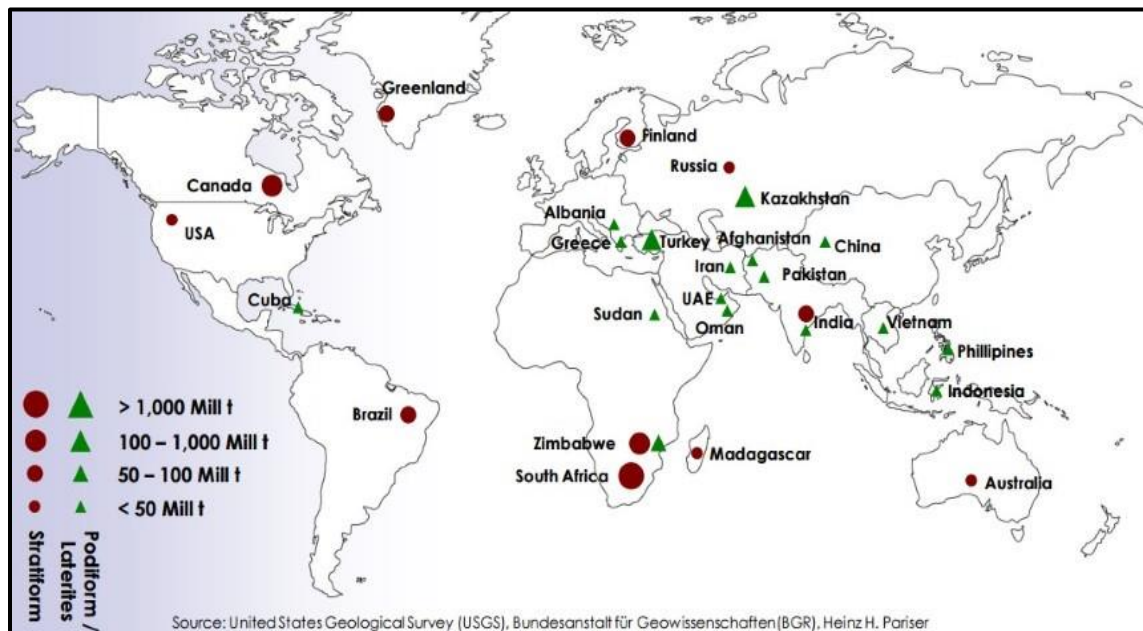 Greenland
Finland
Russia
Canada
Kazakhstan
USA
Albania
Greece
Turkey
Afghanistan
China
Iran
Pakistan
Cuba
UAE
Sudan
Oman
India
Vietnam
Phillipines
Indonesia
Brazil
Zimbabwe
Madagascar
South Africa
Australia
> 1,000 Mill t
100 – 1,000 Mill t
50 – 100 Mill t
< 50 Mill t
Podiform /
Laterites
Stratiform
Source: United States Geological Survey (USGS), Bundesanstalt für Geowissenschaften(BGR), Heinz H. Pariser